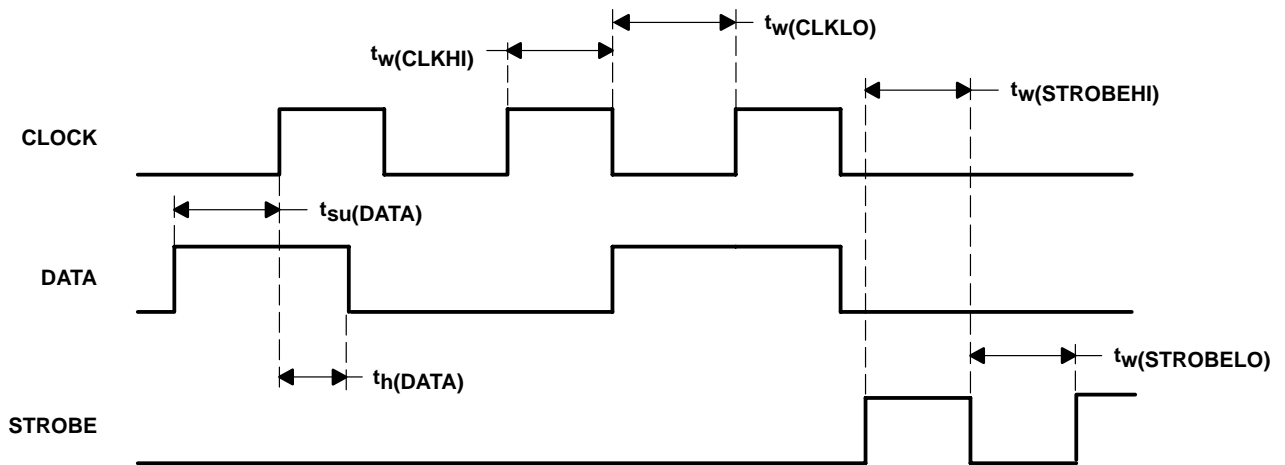 tw(CLKLO)
tw(CLKHI)
tw(STROBEHI)
CLOCK
tsu(DATA)
DATA
tw(STROBELO)
th(DATA)
STROBE